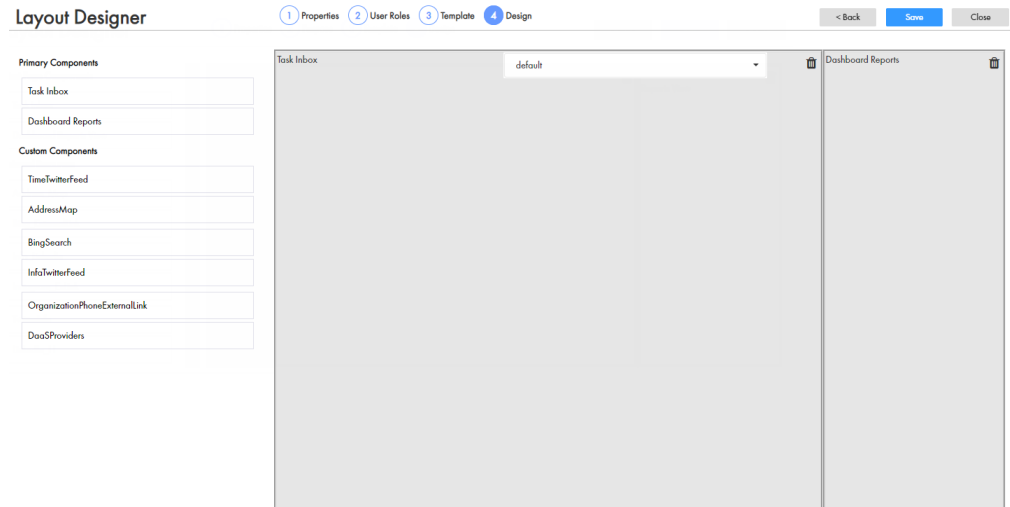 Layout Designer
1 Properties 2 User Roles 3 Template 4 Design
< Back Save Close
Primary Components
Task Inbox
Dashboard Reports
Custom Components
TimeTwitterFeed
AddressMap
BingSearch
InfaTwitterFeed
OrganizationPhoneExternalLink
DaaSProviders
Task Inbox default
Dashboard Reports